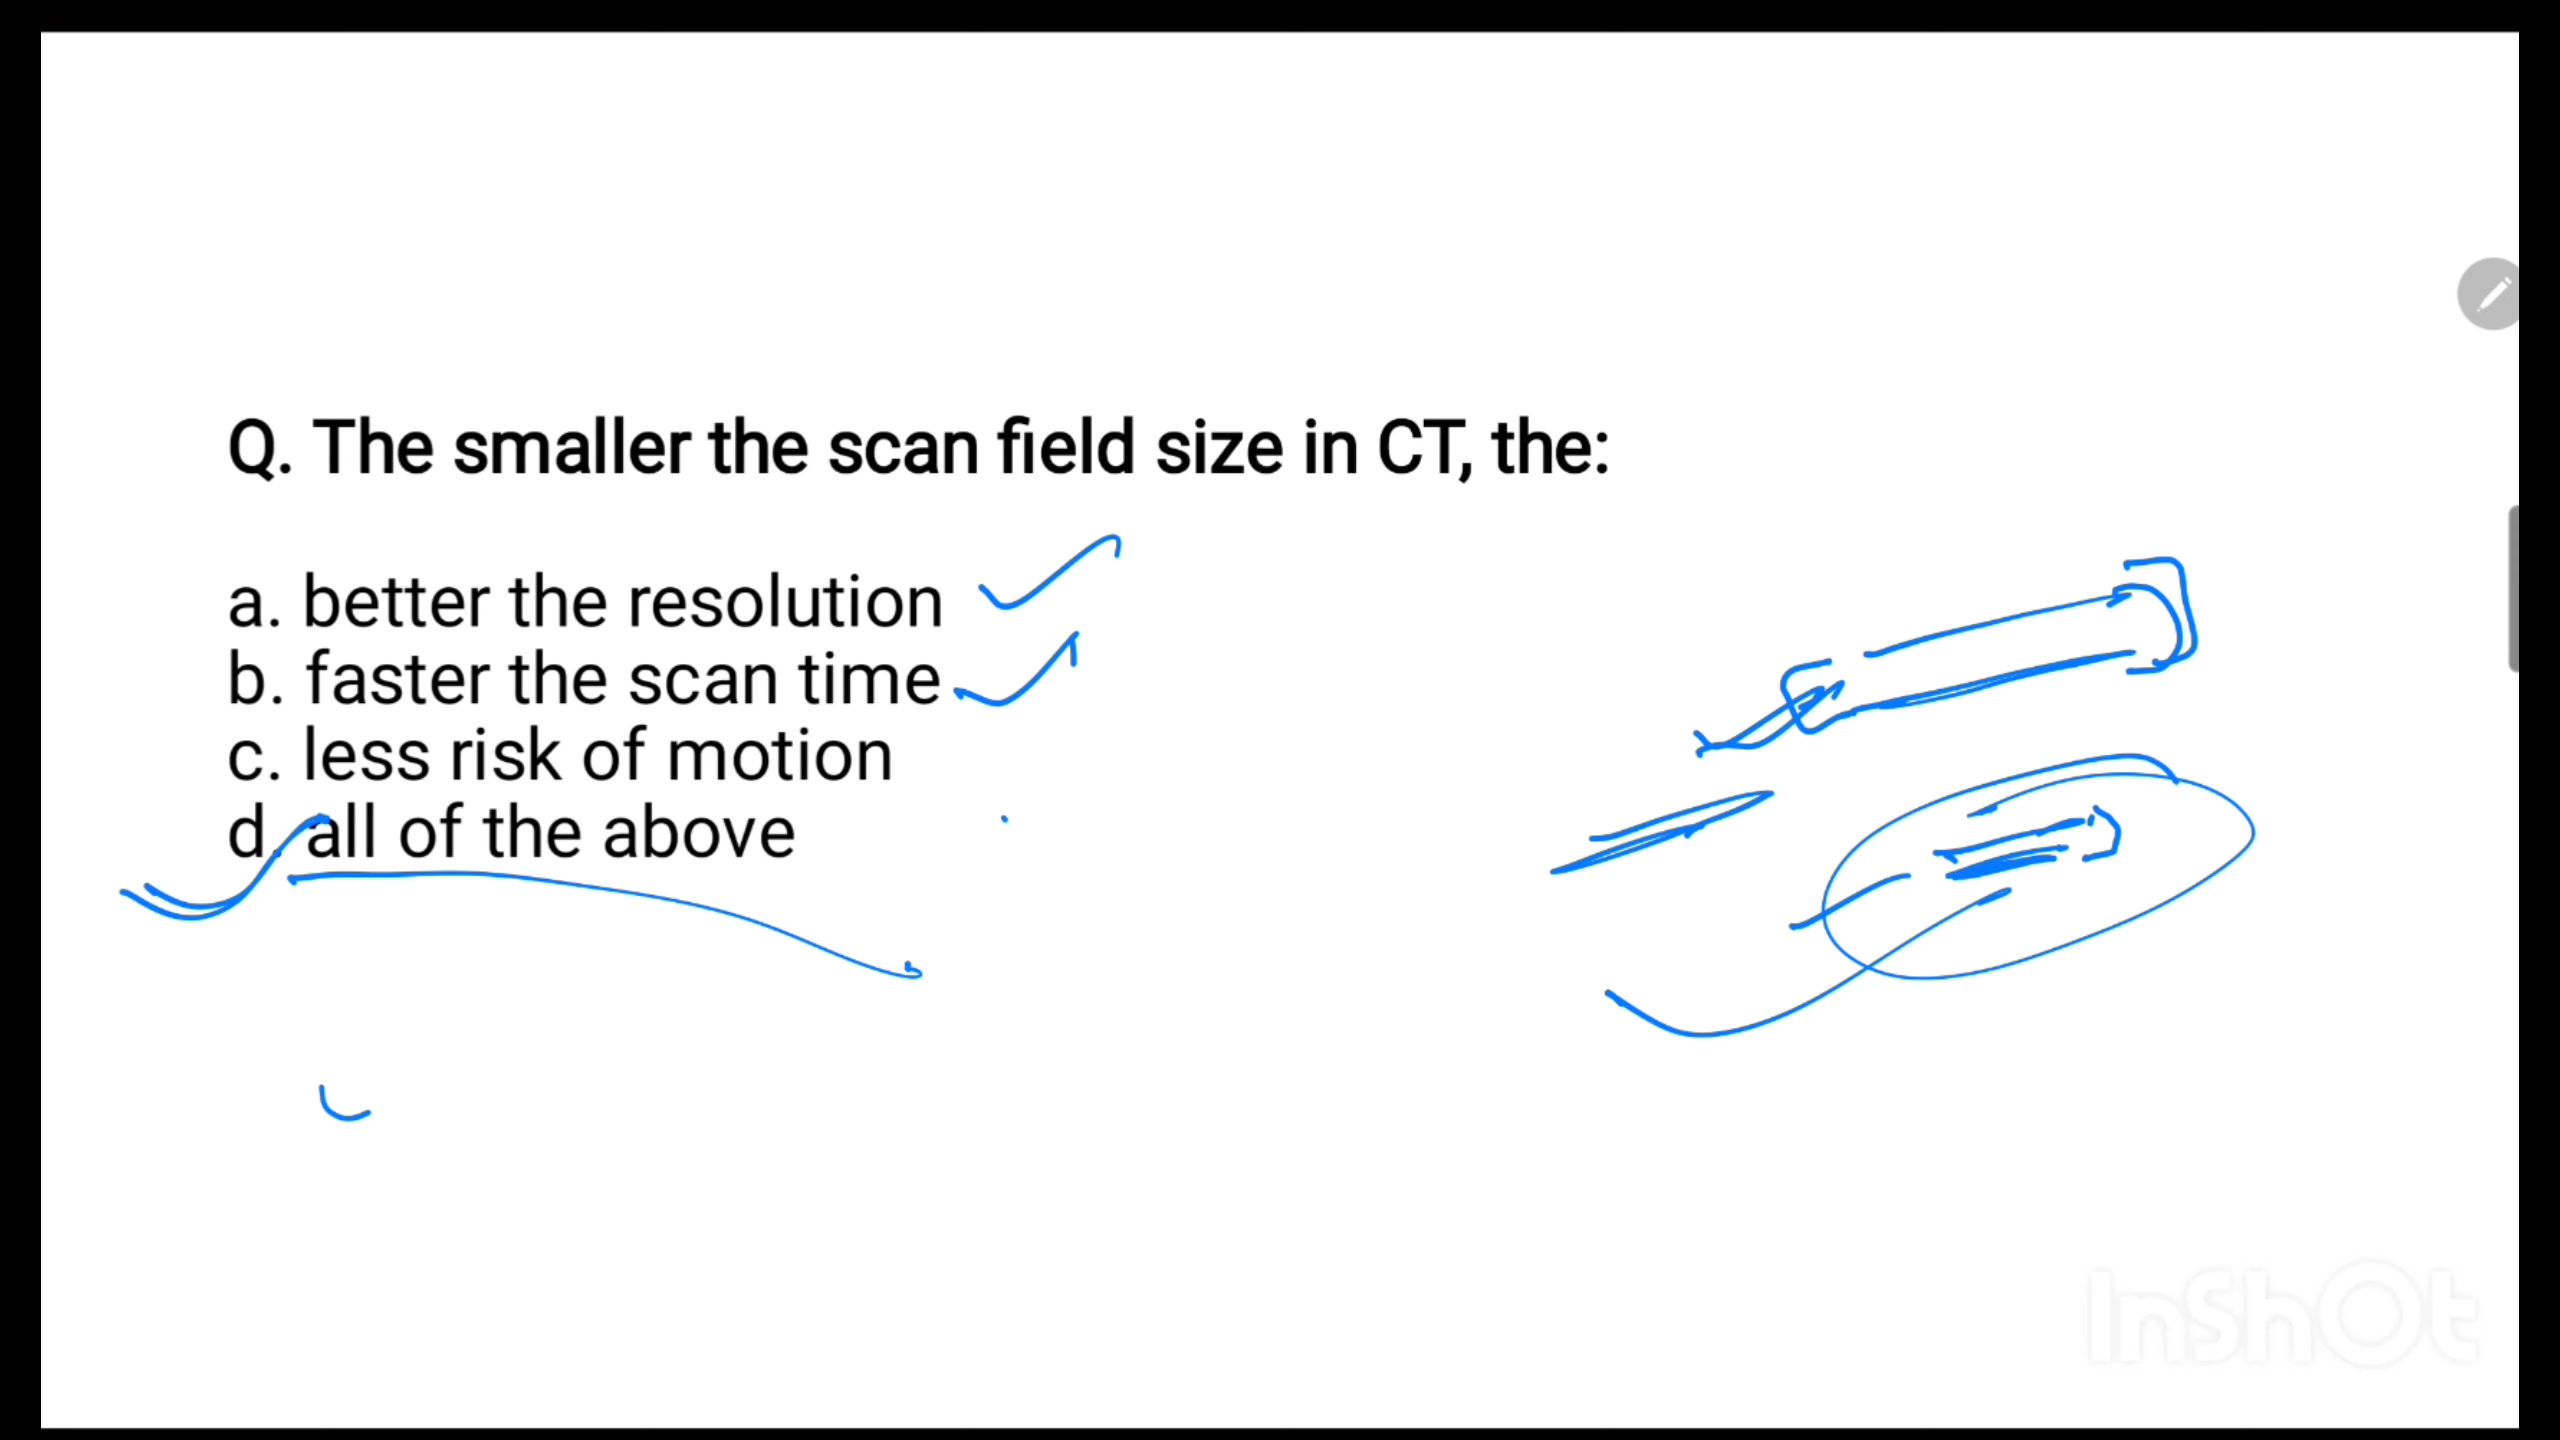 Q. The smaller the scan field size in CT, the:
a. better the resolution
b. faster the scan time
c. less risk of motion
d. all of the above
InShOt